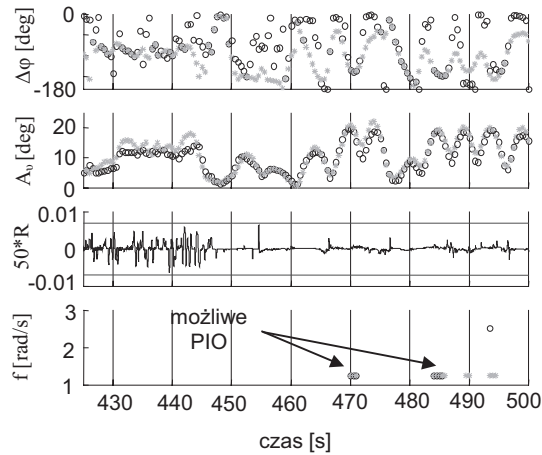 Δφ [deg]
0
-180
A_υ [deg]
20
10
0
50*R
0.01
0
-0.01
f [rad/s]
3
2
1
możliwe
PIO
430 440 450 460 470 480 490 500
czas [s]